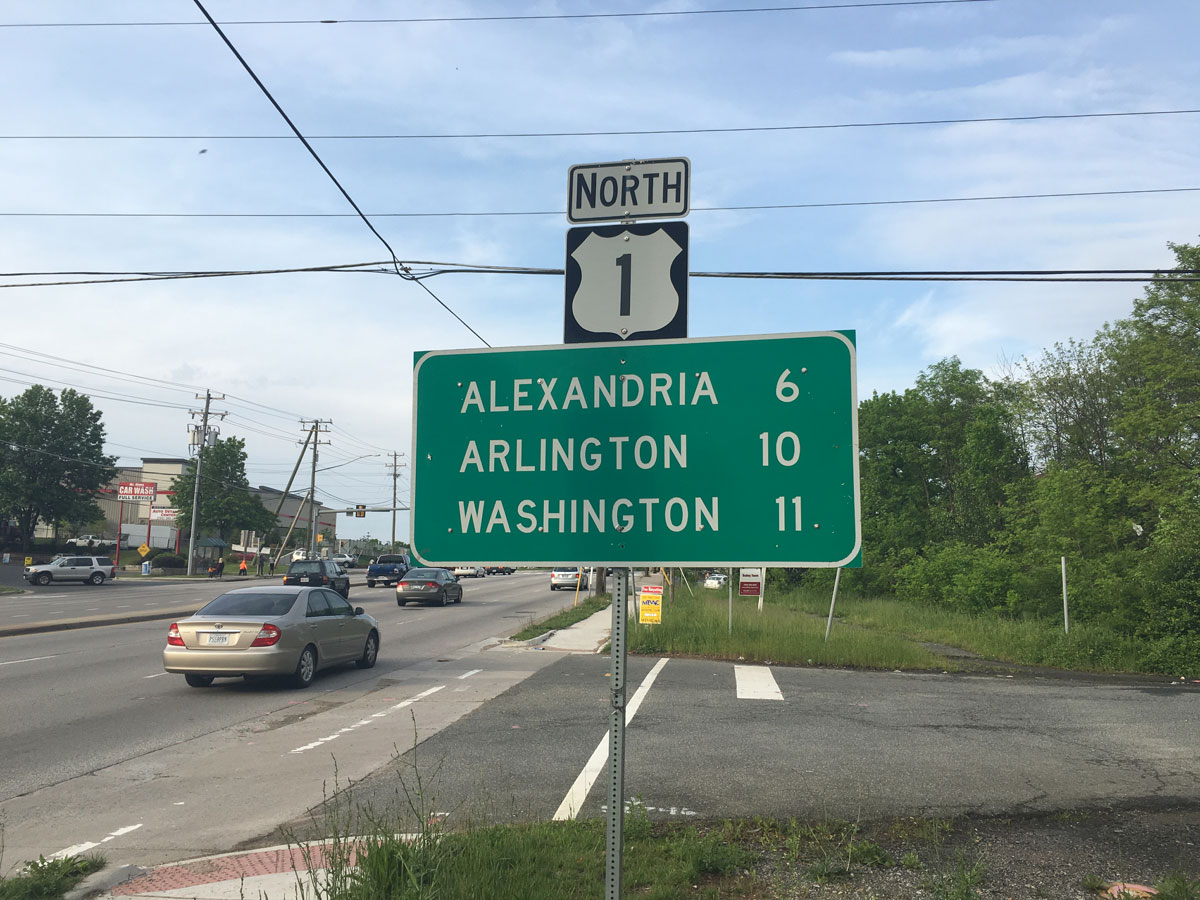 NORTH
1
ALEXANDRIA 6
ARLINGTON 10
WASHINGTON 11
CAR WASH
FULL SERVICE